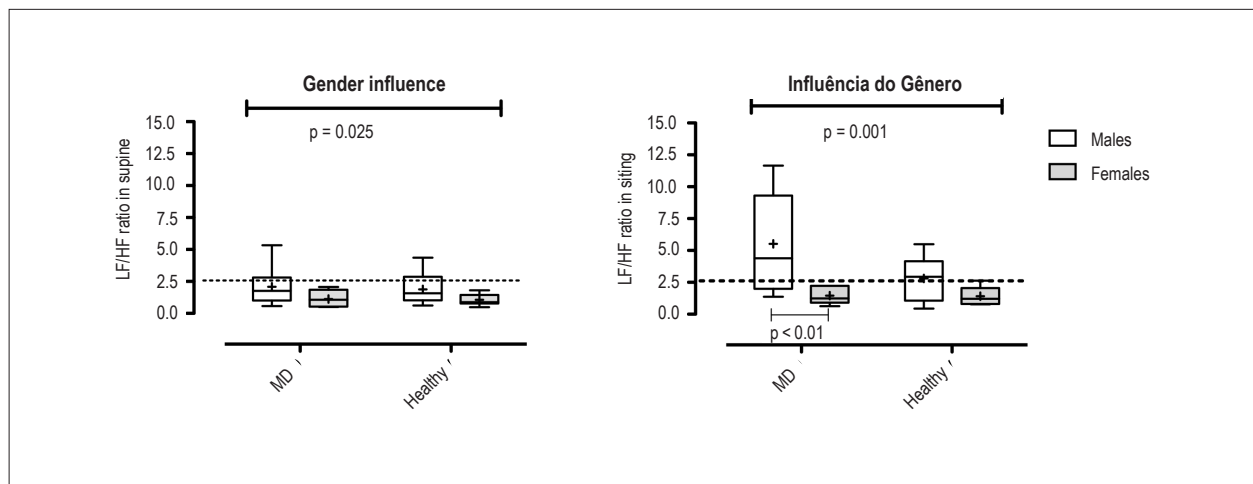 Gender influence
p = 0.025
LF/HF ratio in supine
15.0
12.5
10.0
7.5
5.0
2.5
0.0
MD
Healthy
Influência do Gênero
p = 0.001
LF/HF ratio in siting
15.0
12.5
10.0
7.5
5.0
2.5
0.0
p < 0.01
MD
Healthy
Males
Females